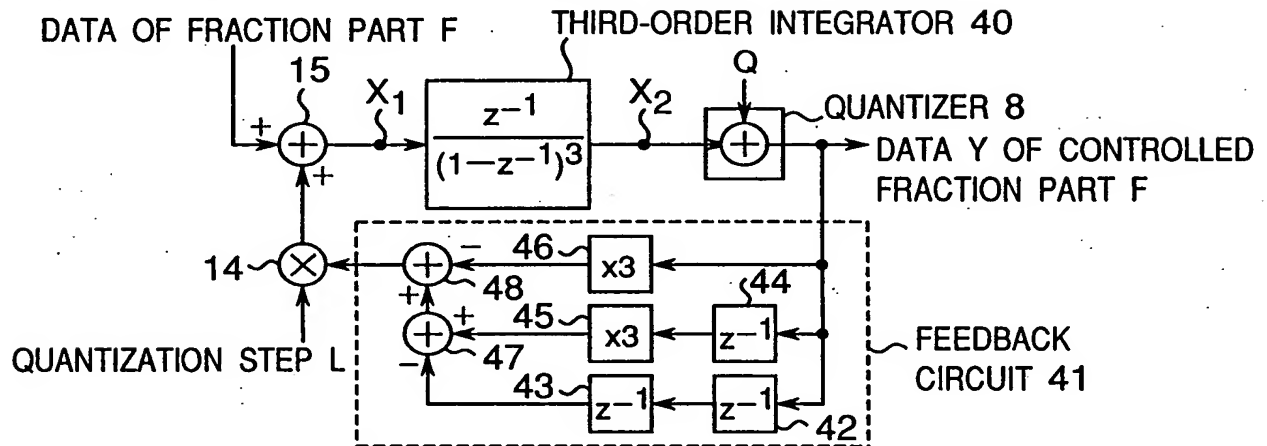 DATA OF FRACTION PART F
THIRD-ORDER INTEGRATOR 40
15
X1
z−1
(1−z−1)3
X2
Q
QUANTIZER 8
DATA Y OF CONTROLLED
FRACTION PART F
+
+
+
+
14
×
46
x3
−
+
48
+
44
45
x3
z−1
+
+
47
−
43
z−1
z−1
42
QUANTIZATION STEP L
FEEDBACK
CIRCUIT 41